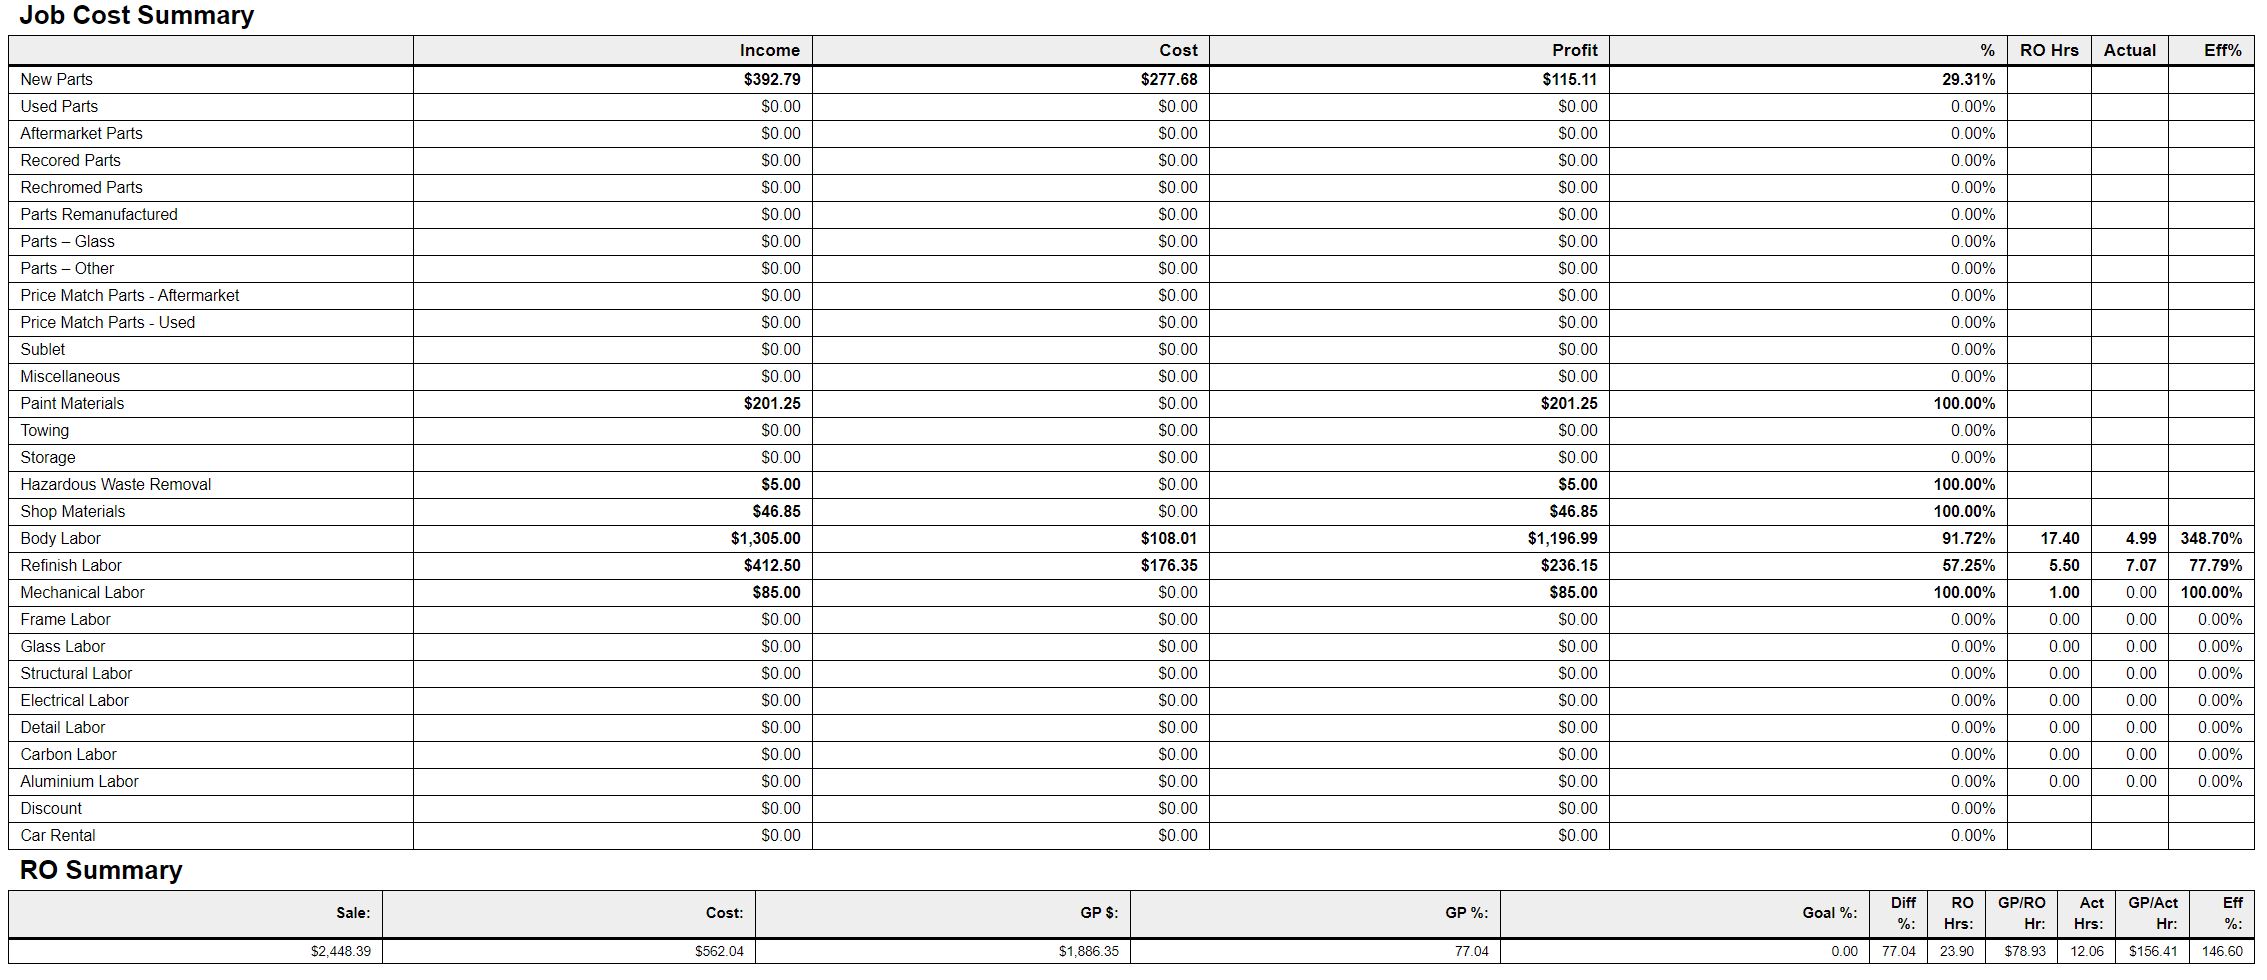 Job Cost Summary
Income Cost Profit % RO Hrs Actual Eff%
New Parts $392.79 $277.68 $115.11 29.31%
Used Parts $0.00 $0.00 $0.00 0.00%
Aftermarket Parts $0.00 $0.00 $0.00 0.00%
Recored Parts $0.00 $0.00 $0.00 0.00%
Rechromed Parts $0.00 $0.00 $0.00 0.00%
Parts Remanufactured $0.00 $0.00 $0.00 0.00%
Parts – Glass $0.00 $0.00 $0.00 0.00%
Parts – Other $0.00 $0.00 $0.00 0.00%
Price Match Parts - Aftermarket $0.00 $0.00 $0.00 0.00%
Price Match Parts - Used $0.00 $0.00 $0.00 0.00%
Sublet $0.00 $0.00 $0.00 0.00%
Miscellaneous $0.00 $0.00 $0.00 0.00%
Paint Materials $201.25 $0.00 $201.25 100.00%
Towing $0.00 $0.00 $0.00 0.00%
Storage $0.00 $0.00 $0.00 0.00%
Hazardous Waste Removal $5.00 $0.00 $5.00 100.00%
Shop Materials $46.85 $0.00 $46.85 100.00%
Body Labor $1,305.00 $108.01 $1,196.99 91.72% 17.40 4.99 348.70%
Refinish Labor $412.50 $176.35 $236.15 57.25% 5.50 7.07 77.79%
Mechanical Labor $85.00 $0.00 $85.00 100.00% 1.00 0.00 100.00%
Frame Labor $0.00 $0.00 $0.00 0.00% 0.00 0.00 0.00%
Glass Labor $0.00 $0.00 $0.00 0.00% 0.00 0.00 0.00%
Structural Labor $0.00 $0.00 $0.00 0.00% 0.00 0.00 0.00%
Electrical Labor $0.00 $0.00 $0.00 0.00% 0.00 0.00 0.00%
Detail Labor $0.00 $0.00 $0.00 0.00% 0.00 0.00 0.00%
Carbon Labor $0.00 $0.00 $0.00 0.00% 0.00 0.00 0.00%
Aluminium Labor $0.00 $0.00 $0.00 0.00% 0.00 0.00 0.00%
Discount $0.00 $0.00 $0.00 0.00%
Car Rental $0.00 $0.00 $0.00 0.00%
RO Summary
Sale: Cost: GP $: GP %: Goal %: Diff %: RO Hrs: GP/RO Hr: Act Hrs: GP/Act Hr: Eff %:
$2,448.39 $562.04 $1,886.35 77.04 0.00 77.04 23.90 $78.93 12.06 $156.41 146.60